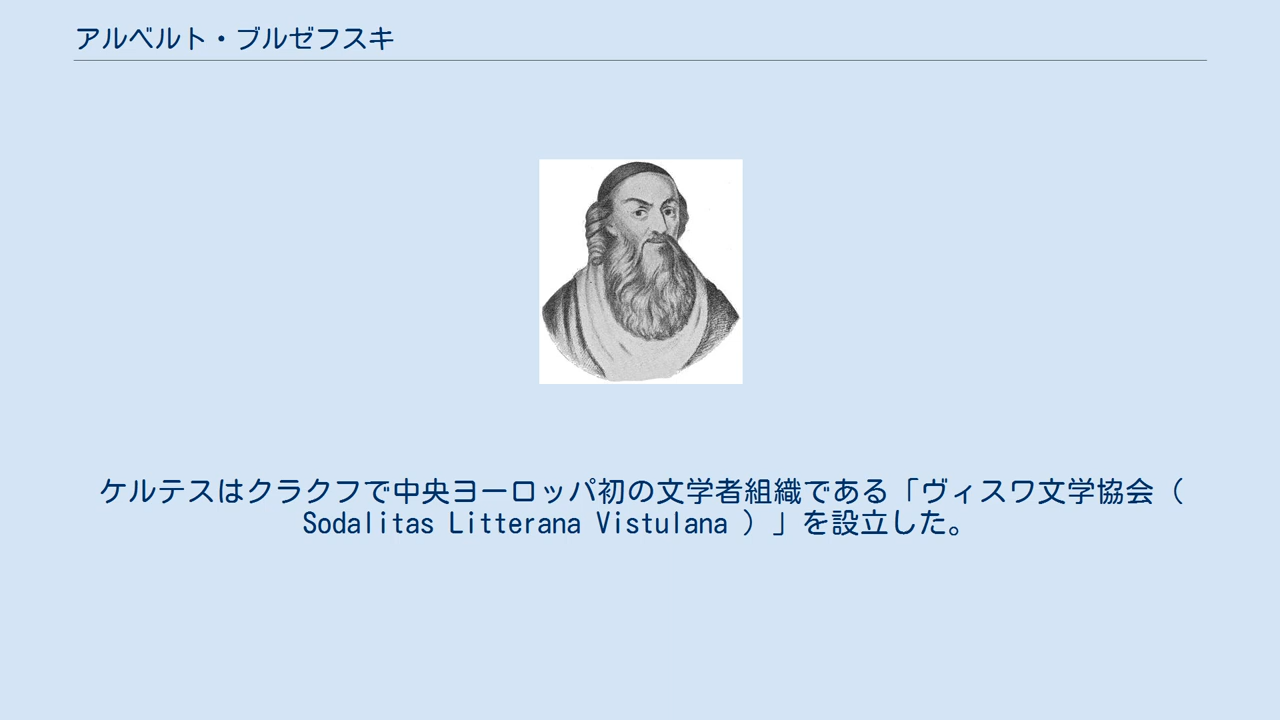 アルベルト・ブルゼフスキ
ケルテスはクラクフで中央ヨーロッパ初の文学者組織である「ヴィスワ文学協会（
Sodalitas Litterana Vistulana ）」を設立した。